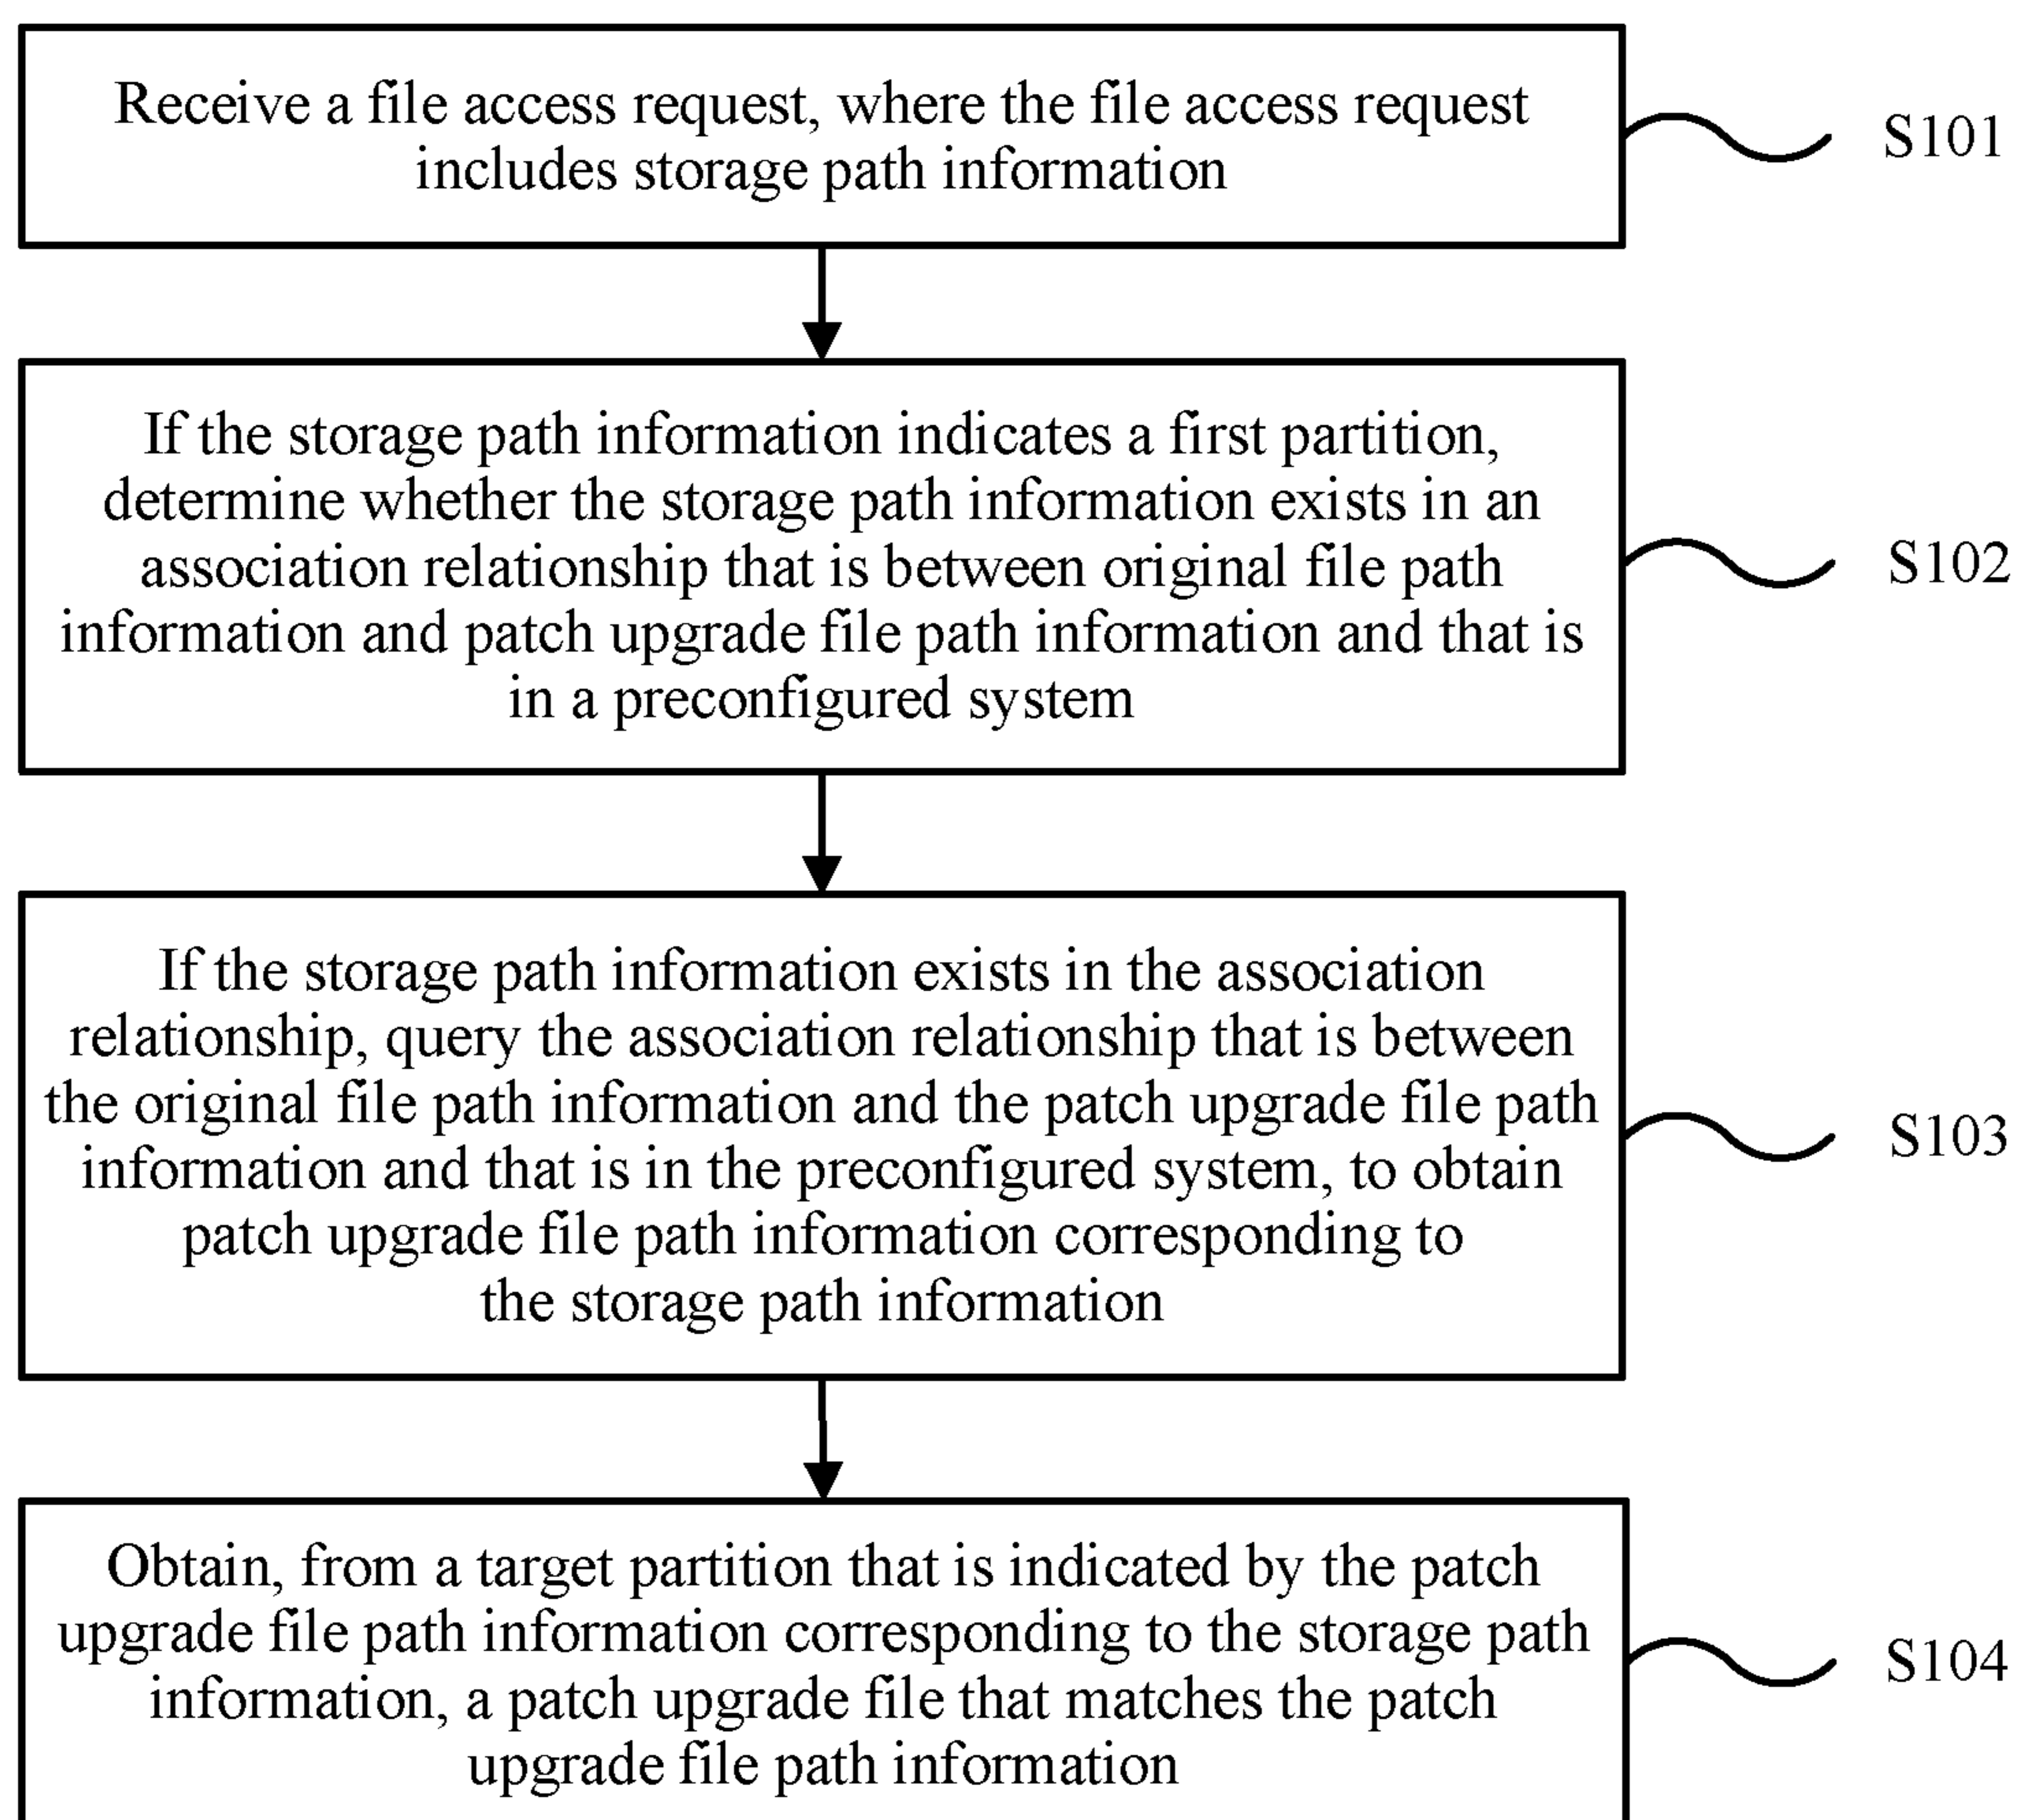 Receive a file access request, where the file access request
includes storage path information
S101
If the storage path information indicates a first partition,
determine whether the storage path information exists in an
association relationship that is between original file path
information and patch upgrade file path information and that is
in a preconfigured system
S102
If the storage path information exists in the association
relationship, query the association relationship that is between
the original file path information and the patch upgrade file path
information and that is in the preconfigured system, to obtain
patch upgrade file path information corresponding to
the storage path information
S103
Obtain, from a target partition that is indicated by the patch
upgrade file path information corresponding to the storage path
information, a patch upgrade file that matches the patch
upgrade file path information
S104